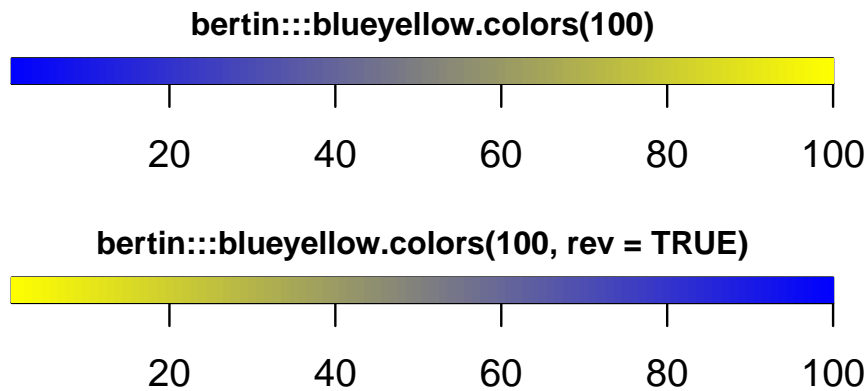 bertin:::blueyellow.colors(100)
20 40 60 80 100
bertin:::blueyellow.colors(100, rev = TRUE)
20 40 60 80 100